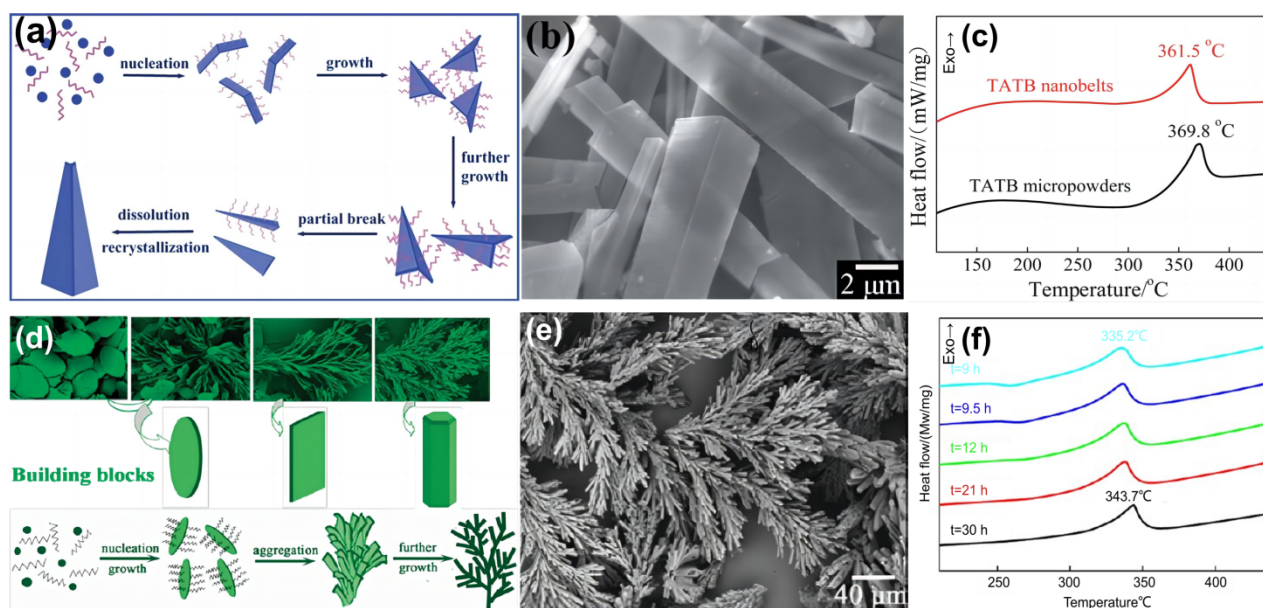 (a)
nucleation
growth
further
growth
partial break
dissolution
recrystallization
(b)
2 μm
(c)
Exo→
Heat flow/(mW/mg)
361.5 °C
TATB nanobelts
369.8 °C
TATB micropowders
150 200 250 300 350 400
Temperature/°C
(d)
Building blocks
nucleation
growth
aggregation
further
growth
(e)
40 μm
(f)
Exo→
Heat flow/(Mw/mg)
335.2℃
t=9 h
t=9.5 h
t=12 h
t=21 h
343.7℃
t=30 h
250 300 350 400
Temperature℃